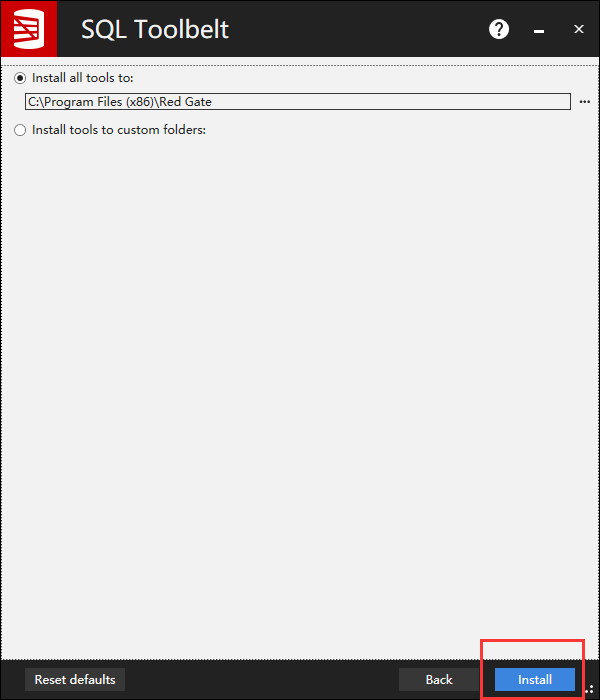 SQL Toolbelt
Install all tools to:
C:\Program Files (x86)\Red Gate
...
Install tools to custom folders:
Reset defaults
Back
Install